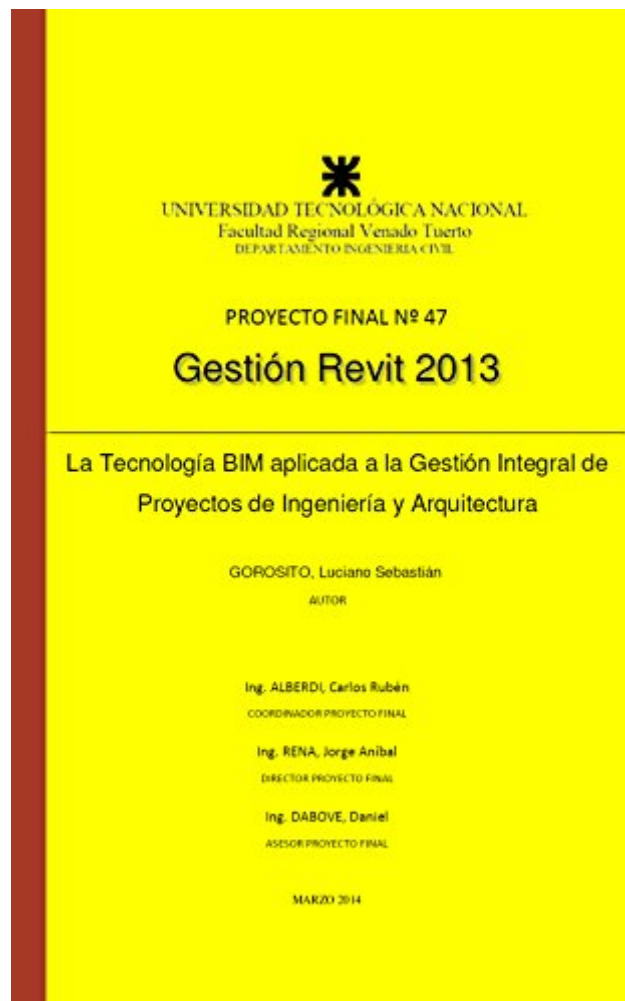 UNIVERSIDAD TECNOLÓGICA NACIONAL
Facultad Regional Venado Tuerto
DEPARTAMENTO INGENIERIA CIVIL
PROYECTO FINAL Nº 47
Gestión Revit 2013
La Tecnología BIM aplicada a la Gestión Integral de
Proyectos de Ingeniería y Arquitectura
GOROSITO, Luciano Sebastián
AUTOR
Ing. ALBERDI, Carlos Rubén
COORDINADOR PROYECTO FINAL
Ing. RENA, Jorge Aníbal
DIRECTOR PROYECTO FINAL
Ing. DABOVE, Daniel
ASESOR PROYECTO FINAL
MARZO 2014